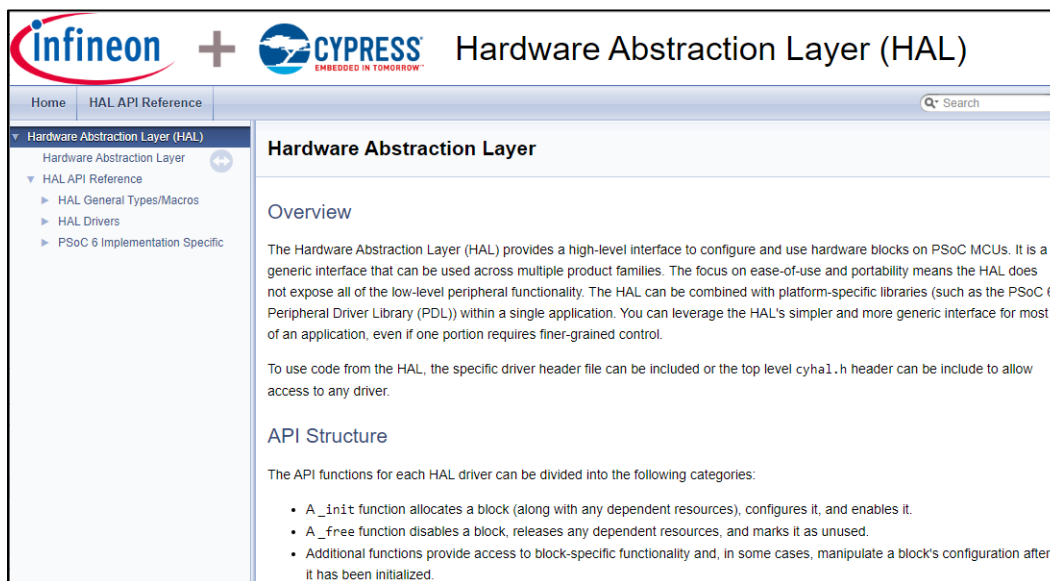 infineon + CYPRESS Hardware Abstraction Layer (HAL)
EMBEDDED IN TOMORROW™
Home HAL API Reference Search
Hardware Abstraction Layer (HAL)
Hardware Abstraction Layer
HAL API Reference
HAL General Types/Macros
HAL Drivers
PSoC 6 Implementation Specific
Hardware Abstraction Layer
Overview
The Hardware Abstraction Layer (HAL) provides a high-level interface to configure and use hardware blocks on PSoC MCUs. It is a
generic interface that can be used across multiple product families. The focus on ease-of-use and portability means the HAL does
not expose all of the low-level peripheral functionality. The HAL can be combined with platform-specific libraries (such as the PSoC 6
Peripheral Driver Library (PDL)) within a single application. You can leverage the HAL's simpler and more generic interface for most
of an application, even if one portion requires finer-grained control.
To use code from the HAL, the specific driver header file can be included or the top level cyhal.h header can be include to allow
access to any driver.
API Structure
The API functions for each HAL driver can be divided into the following categories:
• A _init function allocates a block (along with any dependent resources), configures it, and enables it.
• A _free function disables a block, releases any dependent resources, and marks it as unused.
• Additional functions provide access to block-specific functionality and, in some cases, manipulate a block's configuration after
it has been initialized.